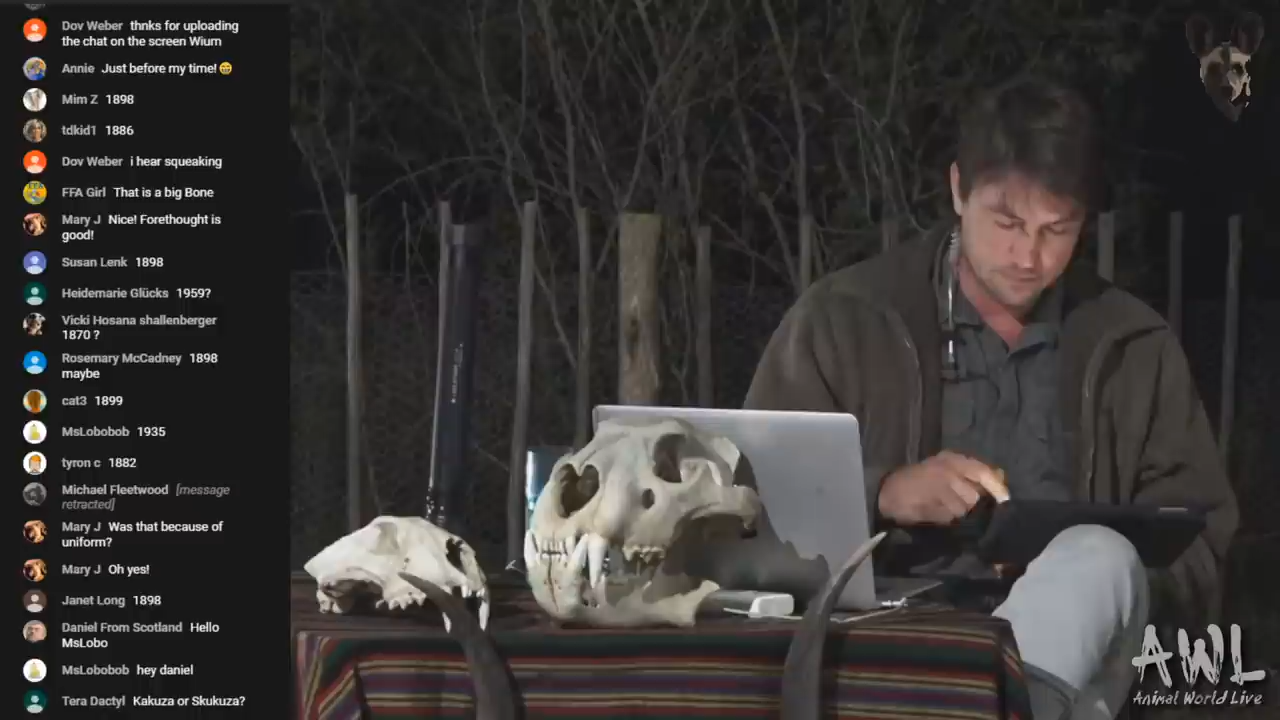 Dov Weber thnks for uploading
the chat on the screen Wium
Annie Just before my time!😁
Mim Z 1898
tdkid1 1886
Dov Weber i hear squeaking
FFA Girl That is a big Bone
Mary J Nice! Forethought is
good!
Susan Lenk 1898
Heidemarie Glücks 1959?
Vicki Hosana shallenberger
1870 ?
Rosemary McCadney 1898
maybe
cat3 1899
MsLobobob 1935
tyron c 1882
Michael Fleetwood [message
retracted]
Mary J Was that because of
uniform?
Mary J Oh yes!
Janet Long 1898
Daniel From Scotland Hello
MsLobo
MsLobobob hey daniel
Tera Dactyl Kakuza or Skukuza?
AWL
Animal World Live